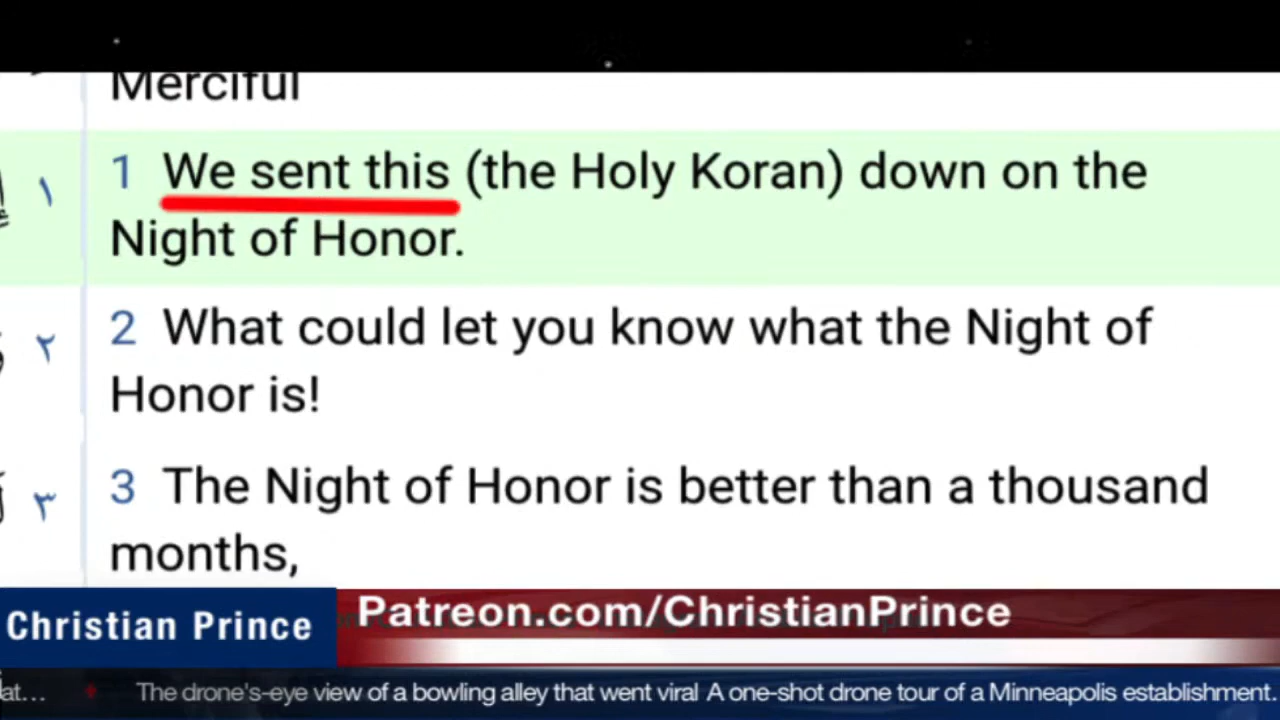 Merciful
١ 1 We sent this (the Holy Koran) down on the
Night of Honor.
٢ 2 What could let you know what the Night of
Honor is!
٣ 3 The Night of Honor is better than a thousand
months,
Christian Prince Patreon.com/ChristianPrince
at... The drone's-eye view of a bowling alley that went viral A one-shot drone tour of a Minneapolis establishment.